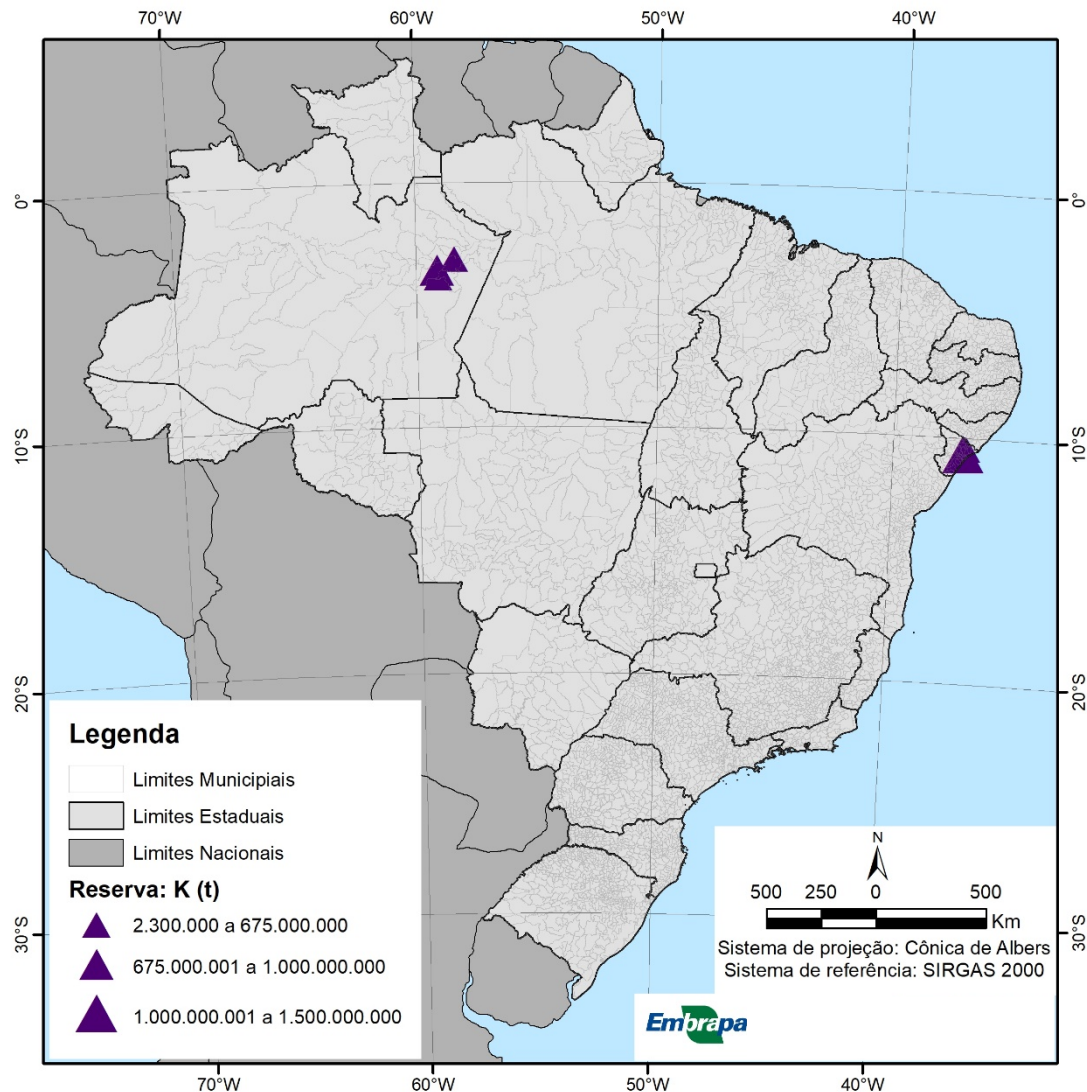 70°W 60°W 50°W 40°W
0° 0°
10°S 10°S
20°S 20°S
30°S 30°S
Legenda
Limites Municipiais
Limites Estaduais
Limites Nacionais
Reserva: K (t)
2.300.000 a 675.000.000
675.000.001 a 1.000.000.000
1.000.000.001 a 1.500.000.000
N
500 250 0 500
Km
Sistema de projeção: Cônica de Albers
Sistema de referência: SIRGAS 2000
Embrapa
70°W 60°W 50°W 40°W